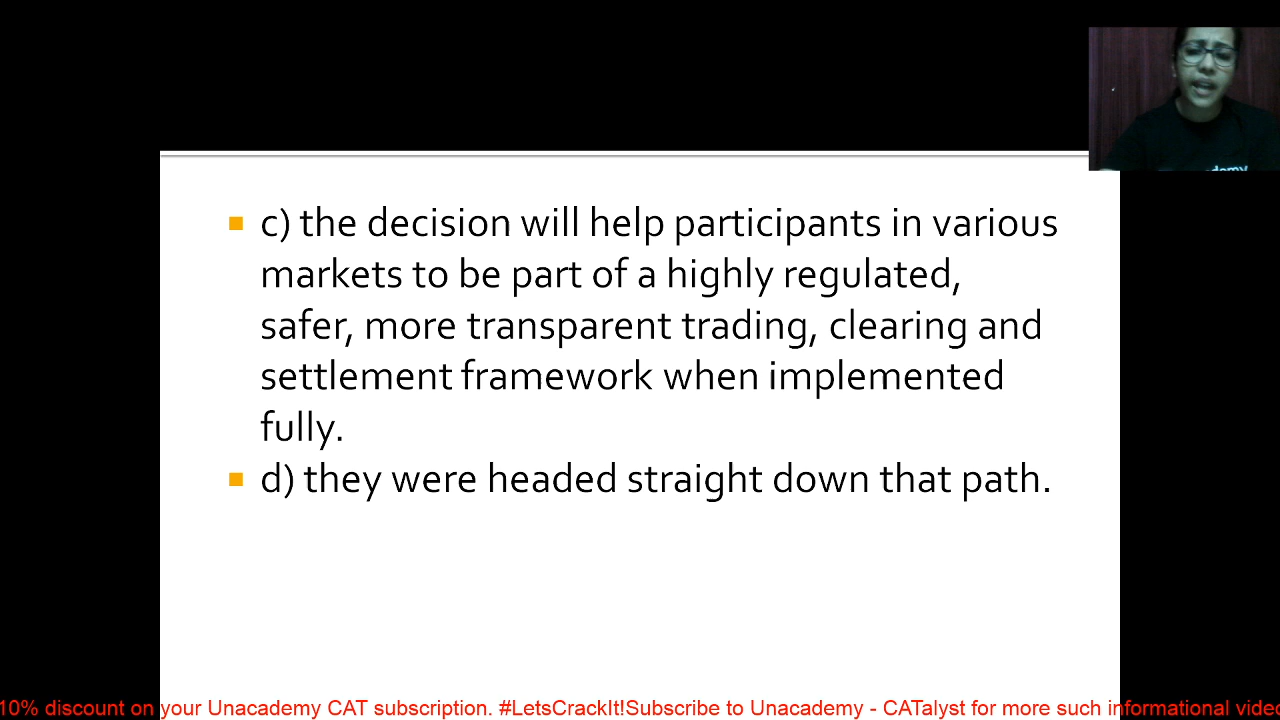 c) the decision will help participants in various
markets to be part of a highly regulated,
safer, more transparent trading, clearing and
settlement framework when implemented
fully.
d) they were headed straight down that path.
10% discount on your Unacademy CAT subscription. #LetsCrackIt!Subscribe to Unacademy - CATalyst for more such informational